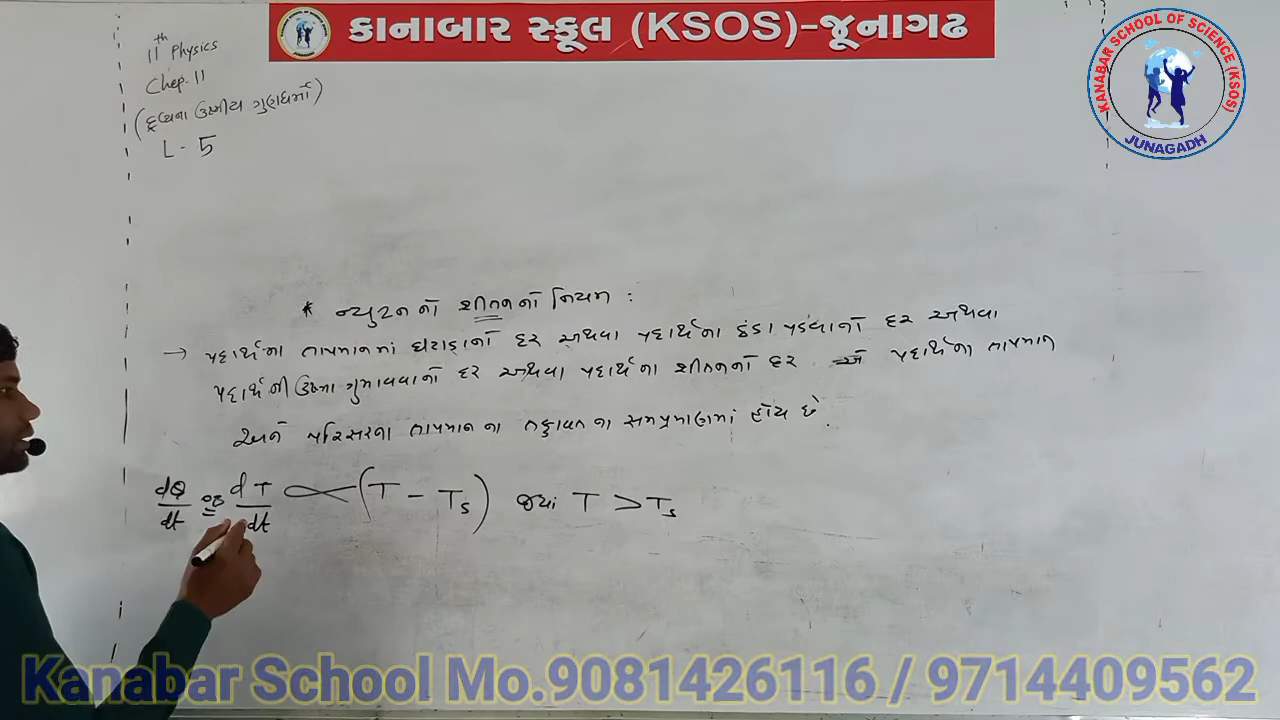 કાનાબાર સ્કૂલ (KSOS)-જૂનાગઢ
KANABAR SCHOOL OF SCIENCE (KSOS)
JUNAGADH
11th Physics
Chep-11
(દ્રવ્યના ઉષ્મીય ગુણધર્મો)
L - 5
* ન્યુટનનો શીતનનો નિયમ :
→ પદાર્થના તાપમાનમાં ઘટાડાનો દર અથવા પદાર્થના ઠંડા પડવાનો દર અથવા
પદાર્થની ઉષ્મા ગુમાવવાનો દર અથવા પદાર્થના શીતનનો દર એ પદાર્થના તાપમાન
અને પરિસરના તાપમાન ના તફાવતના સમપ્રમાણમાં હોય છે.
dQ/dt dT/dt ∝ (T - Ts) જ્યાં T > Ts
Kanabar School Mo.9081426116 / 9714409562